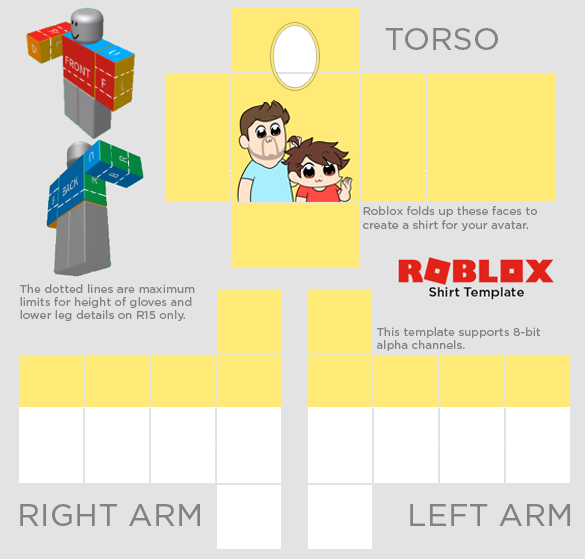 TORSO
FRONT
F
L
U
R
D
BACK
U
R
B
R
Roblox folds up these faces to
create a shirt for your avatar.
ROBLOX
Shirt Template
The dotted lines are maximum
limits for height of gloves and
lower leg details on R15 only.
This template supports 8-bit
alpha channels.
RIGHT ARM
LEFT ARM